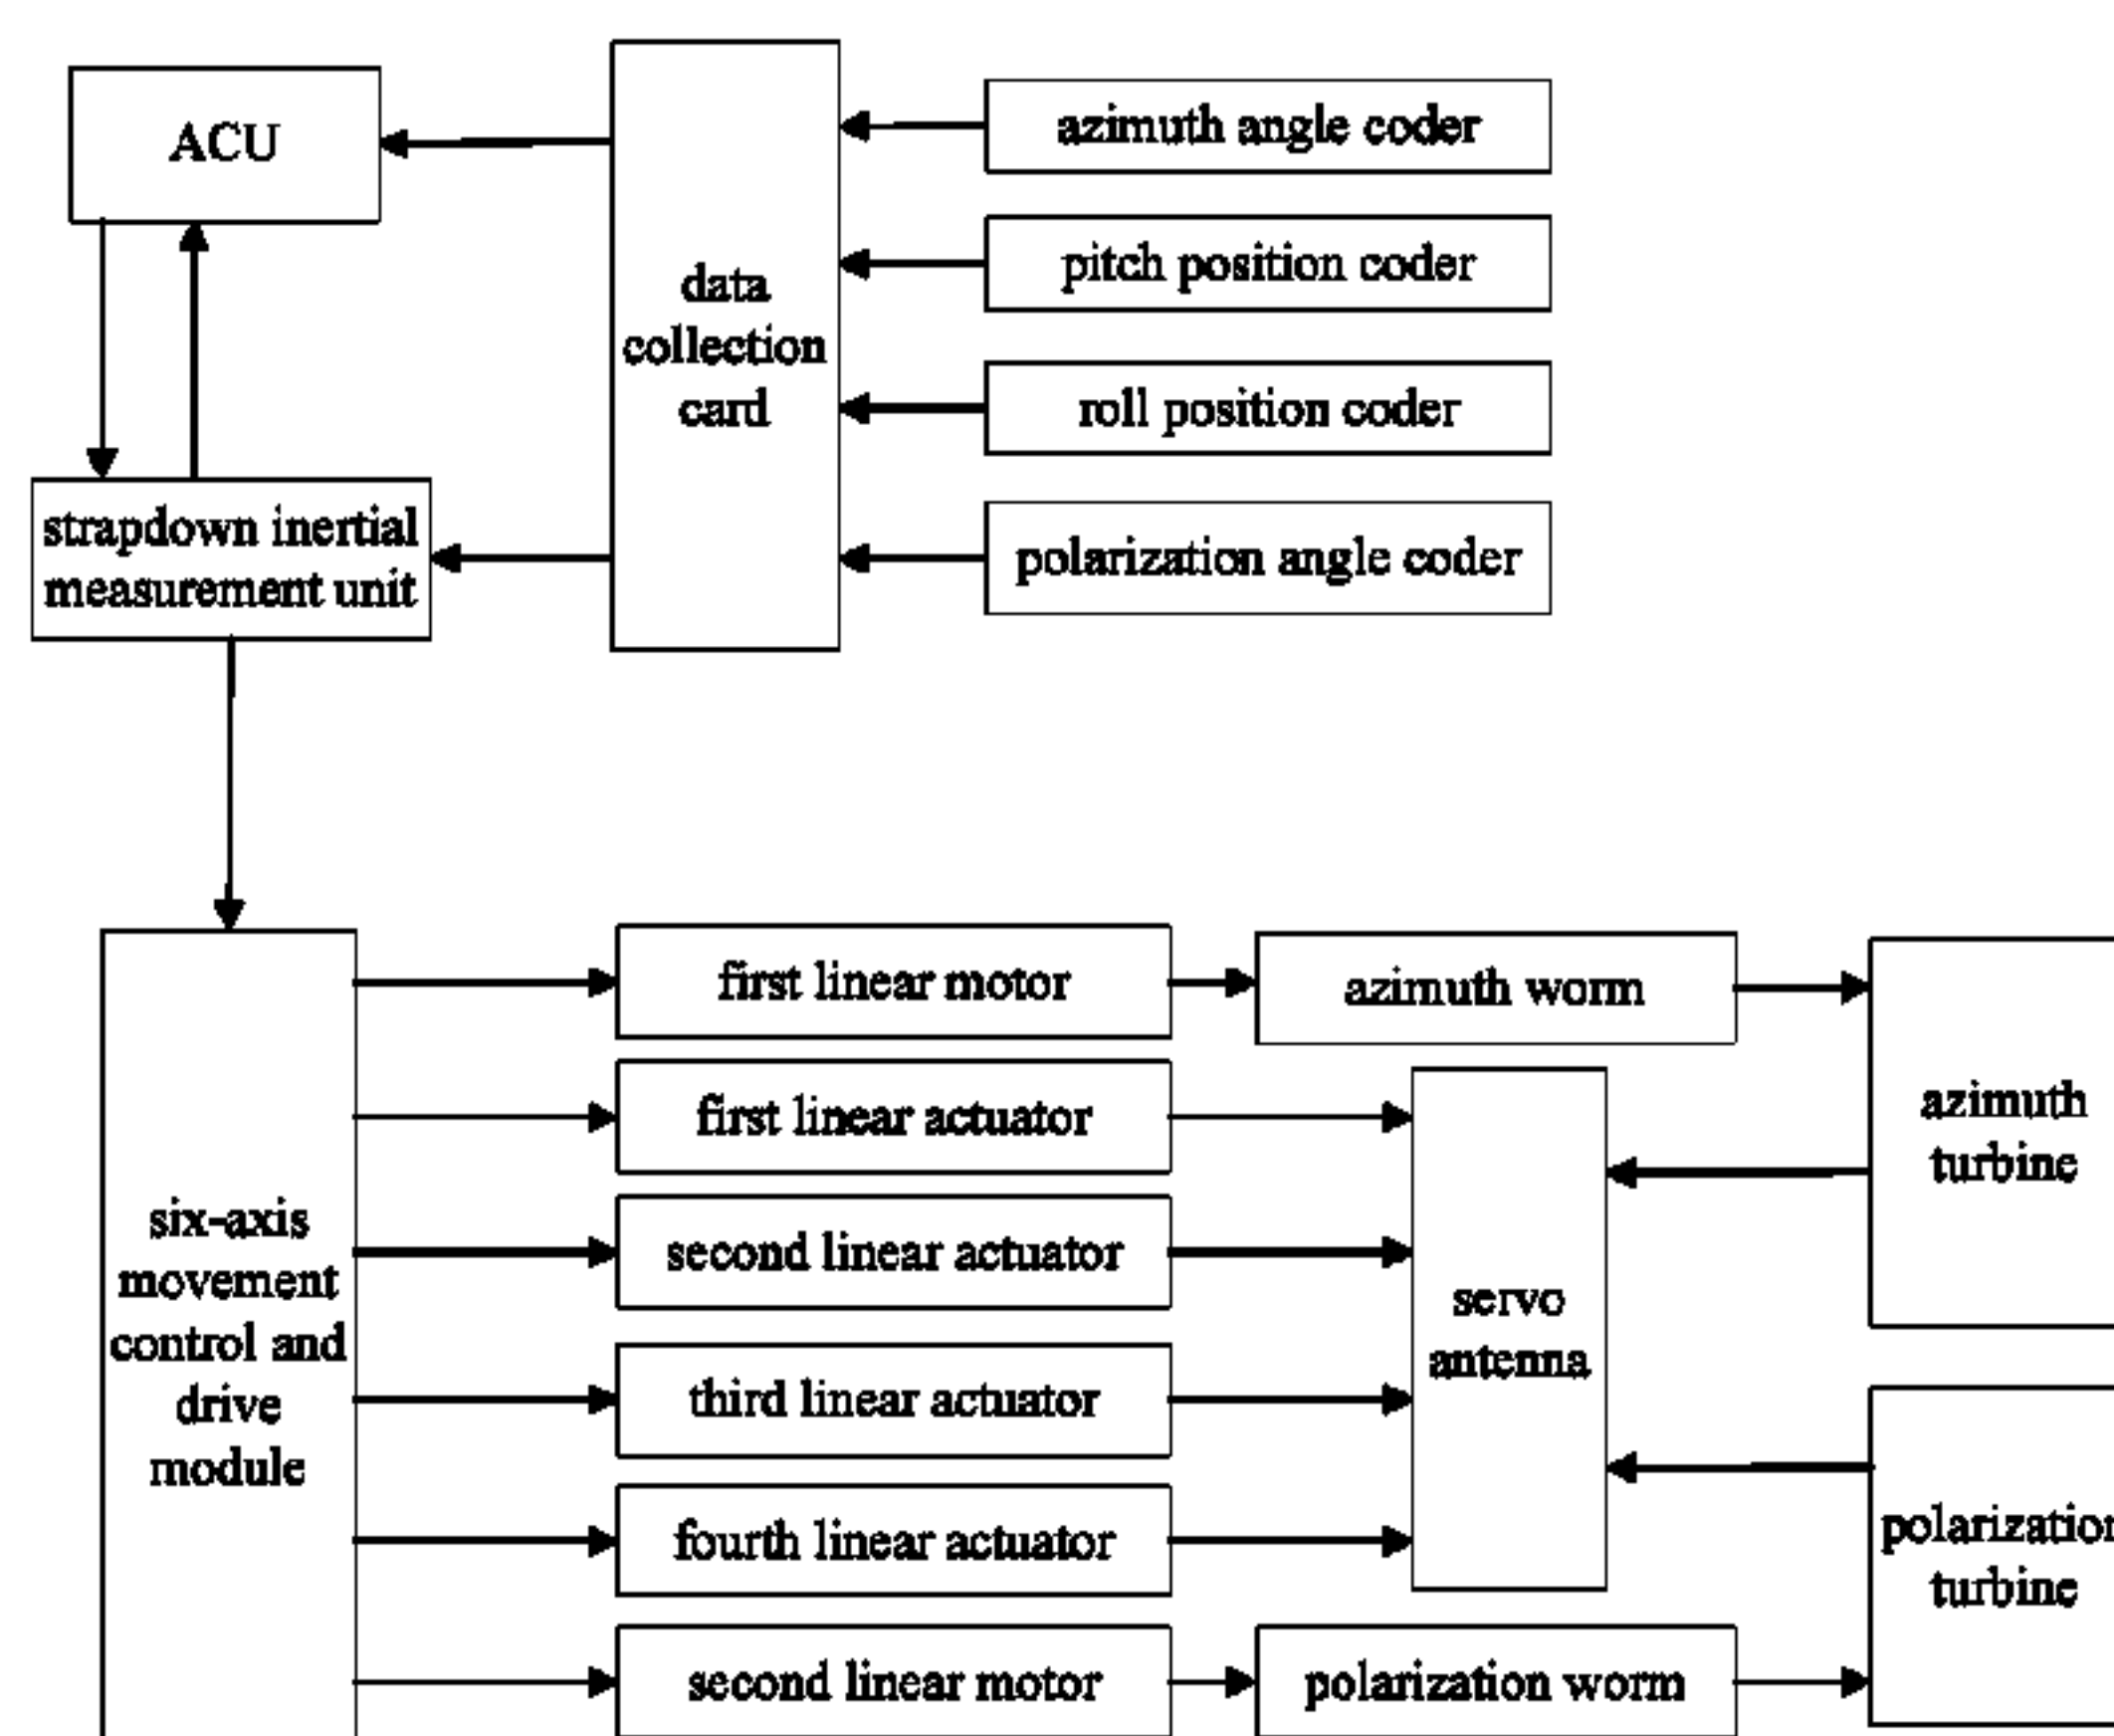 ACU
data
collection
card
azimuth angle coder
pitch position coder
roll position coder
polarization angle coder
strapdown inertial
measurement unit
six-axis
movement
control and
drive
module
first linear motor
azimuth worm
first linear actuator
second linear actuator
third linear actuator
fourth linear actuator
second linear motor
polarization worm
servo
antenna
azimuth
turbine
polarization
turbine